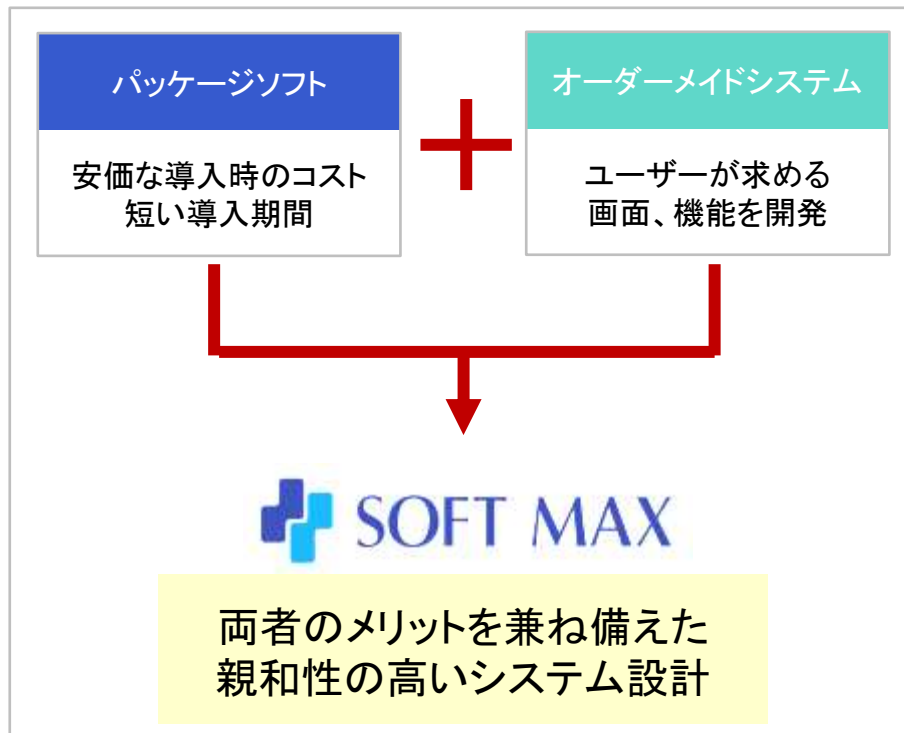 パッケージソフト
安価な導入時のコスト
短い導入期間
オーダーメイドシステム
ユーザーが求める
画面、機能を開発
SOFT MAX
両者のメリットを兼ね備えた
親和性の高いシステム設計